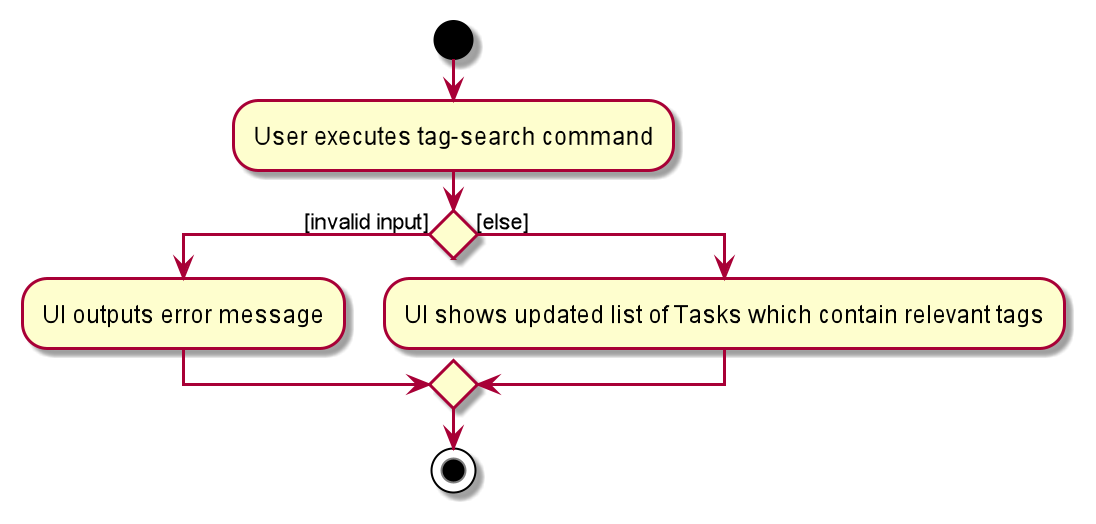 User executes tag-search command
[invalid input]
[else]
UI outputs error message
UI shows updated list of Tasks which contain relevant tags